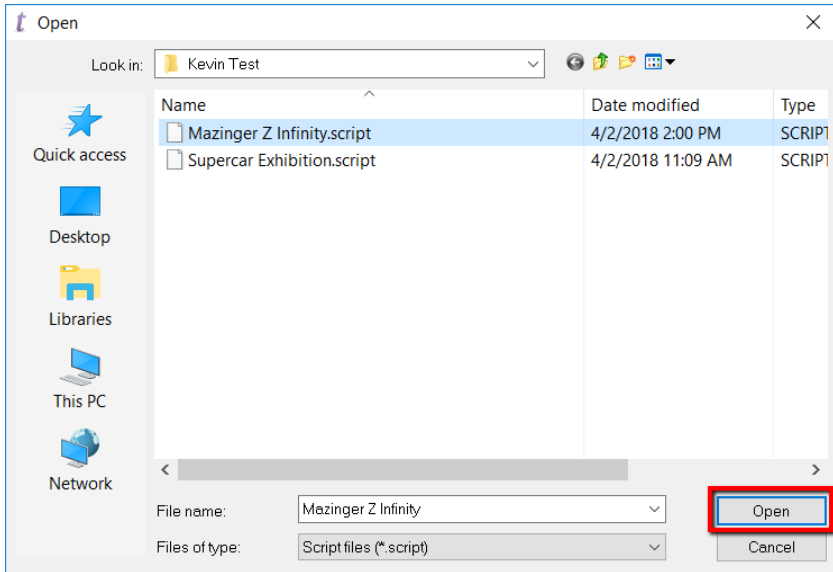 t Open
Look in: Kevin Test
Name Date modified Type
Mazinger Z Infinity.script 4/2/2018 2:00 PM SCRIPT
Supercar Exhibition.script 4/2/2018 11:09 AM SCRIPT
Quick access
Desktop
Libraries
This PC
Network
File name: Mazinger Z Infinity Open
Files of type: Script files (*.script) Cancel